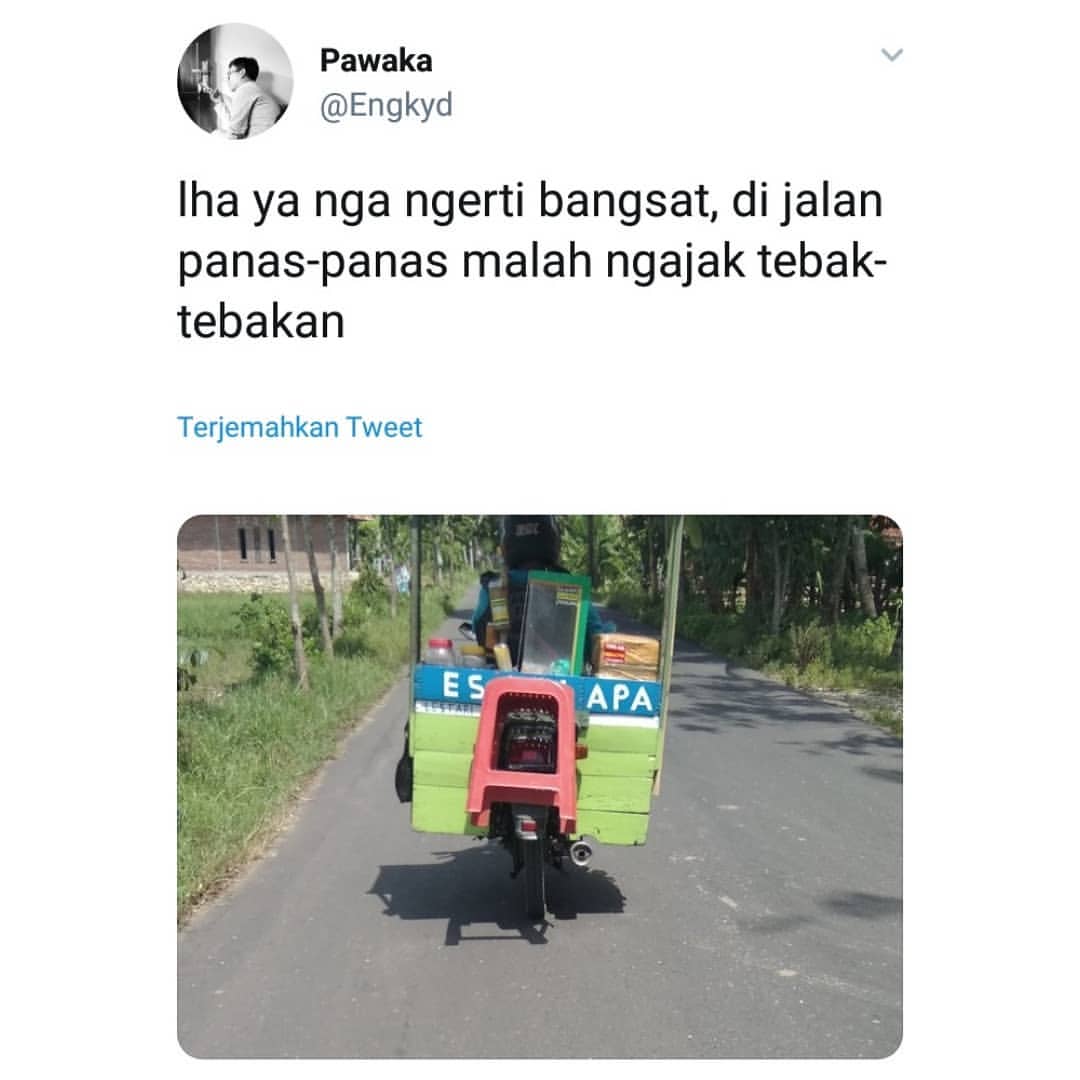 Pawaka
@Engkyd
lha ya nga ngerti bangsat, di jalan
panas-panas malah ngajak tebak-
tebakan
Terjemahkan Tweet
ES APA
LESTARI